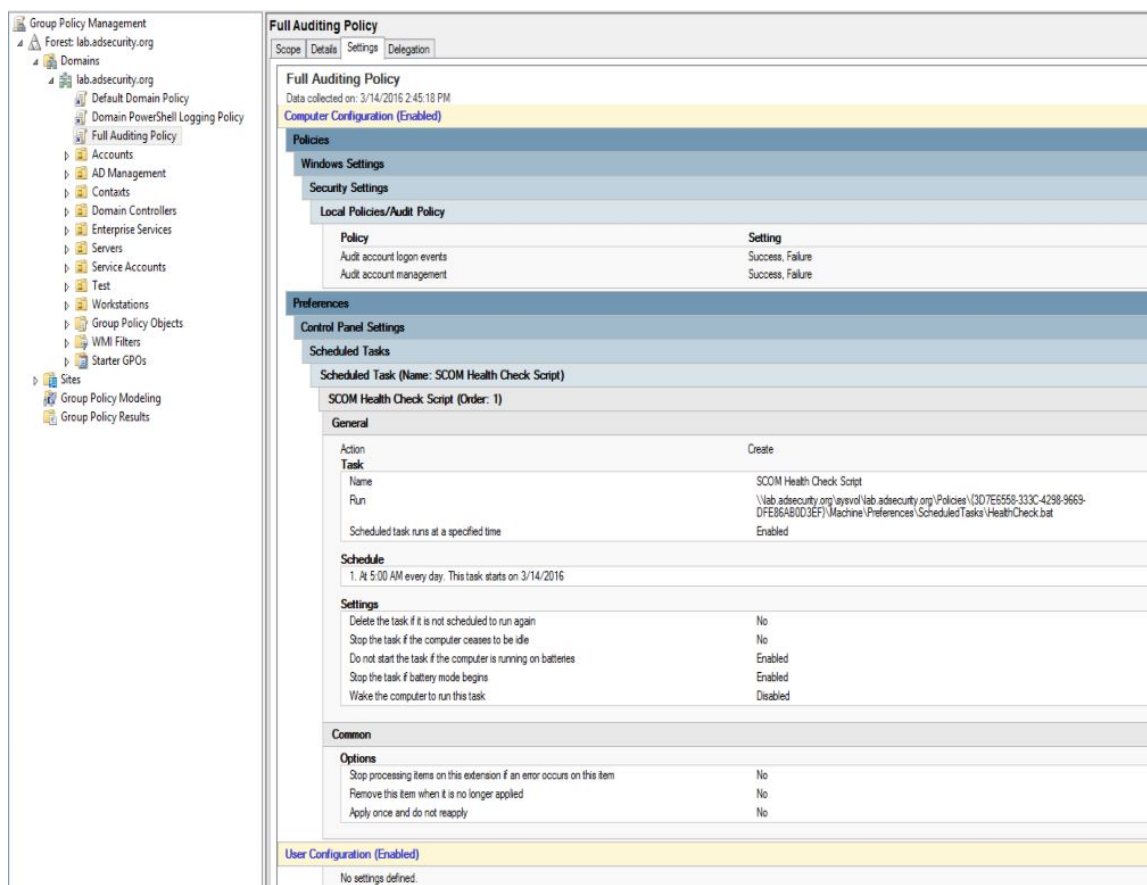 Group Policy Management
Forest: lab.adsecurity.org
Domains
lab.adsecurity.org
Default Domain Policy
Domain PowerShell Logging Policy
Full Auditing Policy
Accounts
AD Management
Contaxts
Domain Controllers
Enterprise Services
Servers
Service Accounts
Test
Workstations
Group Policy Objects
WMI Filters
Starter GPOs
Sites
Group Policy Modeling
Group Policy Results
Full Auditing Policy
Scope Details Settings Delegation
Full Auditing Policy
Data collected on: 3/14/2016 2:45:18 PM
Computer Configuration (Enabled)
Policies
Windows Settings
Security Settings
Local Policies/Audit Policy
Policy Setting
Audit account logon events Success, Failure
Audit account management Success, Failure
Preferences
Control Panel Settings
Scheduled Tasks
Scheduled Task (Name: SCOM Health Check Script)
SCOM Health Check Script (Order: 1)
General
Action Create
Task
Name SCOM Health Check Script
Run \\lab.adsecurity.org\sysvol\lab.adsecurity.org\Policies\{3D7E6558-333C-4298-9669-
DFE86AB0D3EF}\Machine\Preferences\ScheduledTasks\HealthCheck.bat
Scheduled task runs at a specified time Enabled
Schedule
1. At 5:00 AM every day. This task starts on 3/14/2016
Settings
Delete the task if it is not scheduled to run again No
Stop the task if the computer ceases to be idle No
Do not start the task if the computer is running on batteries Enabled
Stop the task if battery mode begins Enabled
Wake the computer to run this task Disabled
Common
Options
Stop processing items on this extension if an error occurs on this item No
Remove this item when it is no longer applied No
Apply once and do not reapply No
User Configuration (Enabled)
No settings defined.